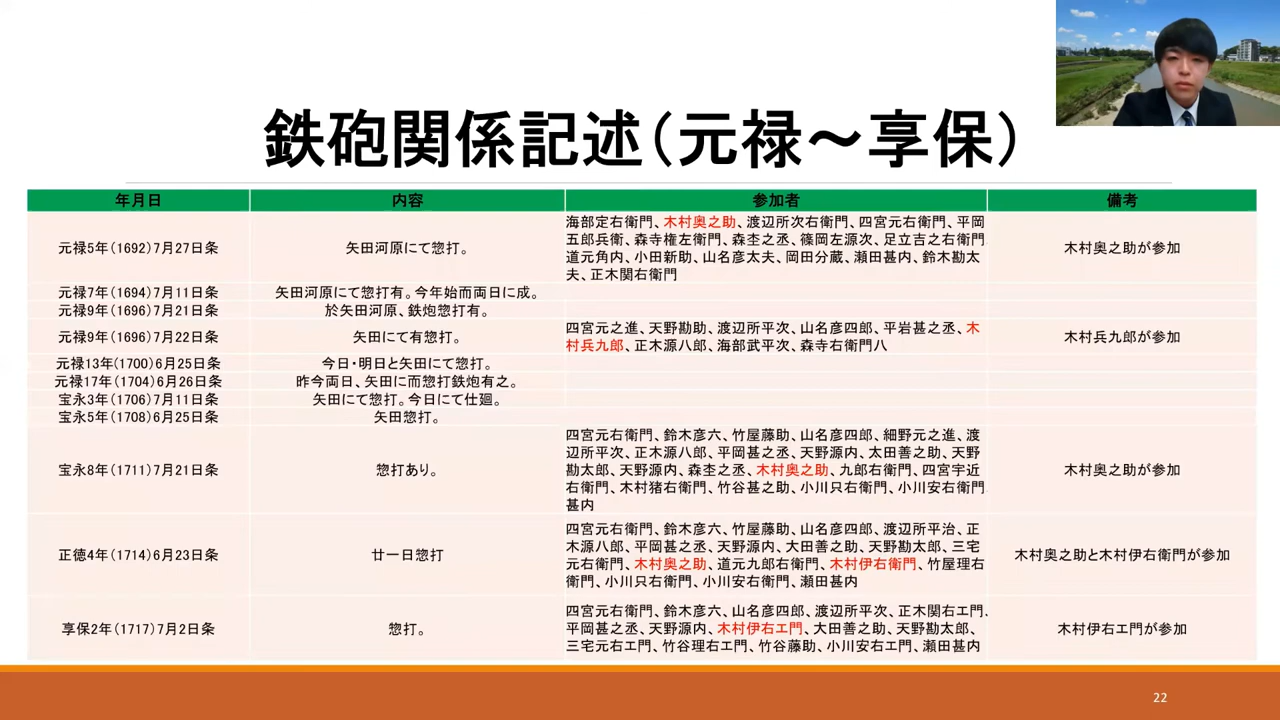 鉄砲関係記述（元禄～享保）
年月日 内容 参加者 備考
元禄5年（1692）7月27日条 矢田河原にて惣打。
海部定右衛門、木村奥之助、渡辺所次右衛門、四宮元右衛門、平岡
五郎兵衛、森寺権左衛門、森杢之丞、篠岡左源次、足立吉之右衛門
道元角内、小田新助、山名彦太夫、岡田分蔵、瀬田甚内、鈴木勘太
夫、正木関右衛門
木村奥之助が参加
元禄7年（1694）7月11日条 矢田河原にて惣打有。今年始而両日に成。
元禄9年（1696）7月21日条 於矢田河原、鉄炮惣打有。
元禄9年（1696）7月22日条 矢田にて有惣打。
四宮元之進、天野勘助、渡辺所平次、山名彦四郎、平岩甚之丞、木
村兵九郎、正木源八郎、海部武平次、森寺右衛門八
木村兵九郎が参加
元禄13年（1700）6月25日条 今日・明日と矢田にて惣打。
元禄17年（1704）6月26日条 昨今両日、矢田に而惣打鉄炮有之。
宝永3年（1706）7月11日条 矢田にて惣打。今日にて仕廻。
宝永5年（1708）6月25日条 矢田惣打。
宝永8年（1711）7月21日条 惣打あり。
四宮元右衛門、鈴木彦六、竹屋藤助、山名彦四郎、細野元之進、渡
辺所平次、正木源八郎、平岡甚之丞、天野源内、太田善之助、天野
勘太郎、天野源内、森杢之丞、木村奥之助、九郎右衛門、四宮宇近
右衛門、木村猪右衛門、竹谷甚之助、小川只右衛門、小川安右衛門
甚内
木村奥之助が参加
正徳4年（1714）6月23日条 廿一日惣打
四宮元右衛門、鈴木彦六、竹屋藤助、山名彦四郎、渡辺所平治、正
木源八郎、平岡甚之丞、天野源内、大田善之助、天野勘太郎、三宅
元右衛門、木村奥之助、道元九郎右衛門、木村伊右衛門、竹屋理右
衛門、小川只右衛門、小川安右衛門、瀬田甚内
木村奥之助と木村伊右衛門が参加
享保2年（1717）7月2日条 惣打。
四宮元右衛門、鈴木彦六、山名彦四郎、渡辺所平次、正木関右エ門、
平岡甚之丞、天野源内、木村伊右エ門、大田善之助、天野勘太郎、
三宅元右エ門、竹谷理右エ門、竹谷藤助、小川安右エ門、瀬田甚内
木村伊右エ門が参加
22